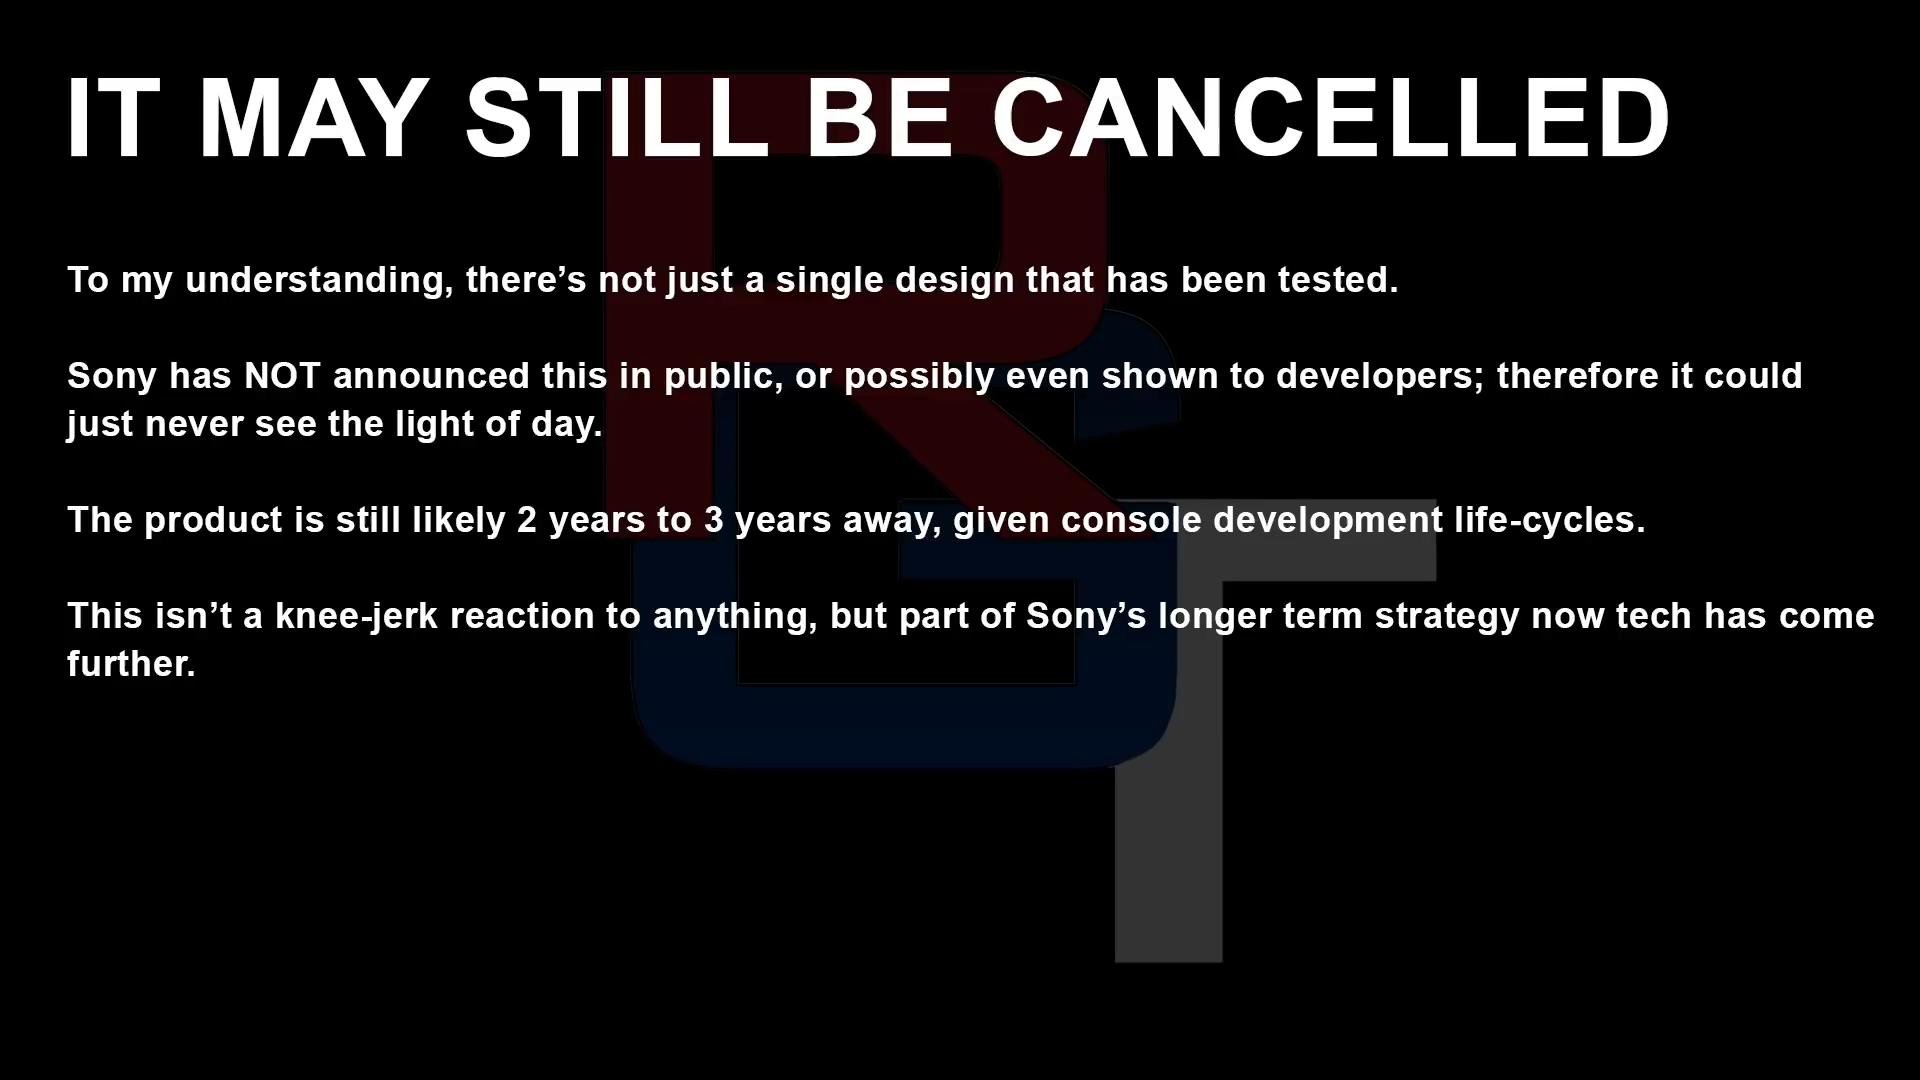 IT MAY STILL BE CANCELLED
To my understanding, there’s not just a single design that has been tested.
Sony has NOT announced this in public, or possibly even shown to developers; therefore it could
just never see the light of day.
The product is still likely 2 years to 3 years away, given console development life-cycles.
This isn’t a knee-jerk reaction to anything, but part of Sony’s longer term strategy now tech has come
further.
RGT